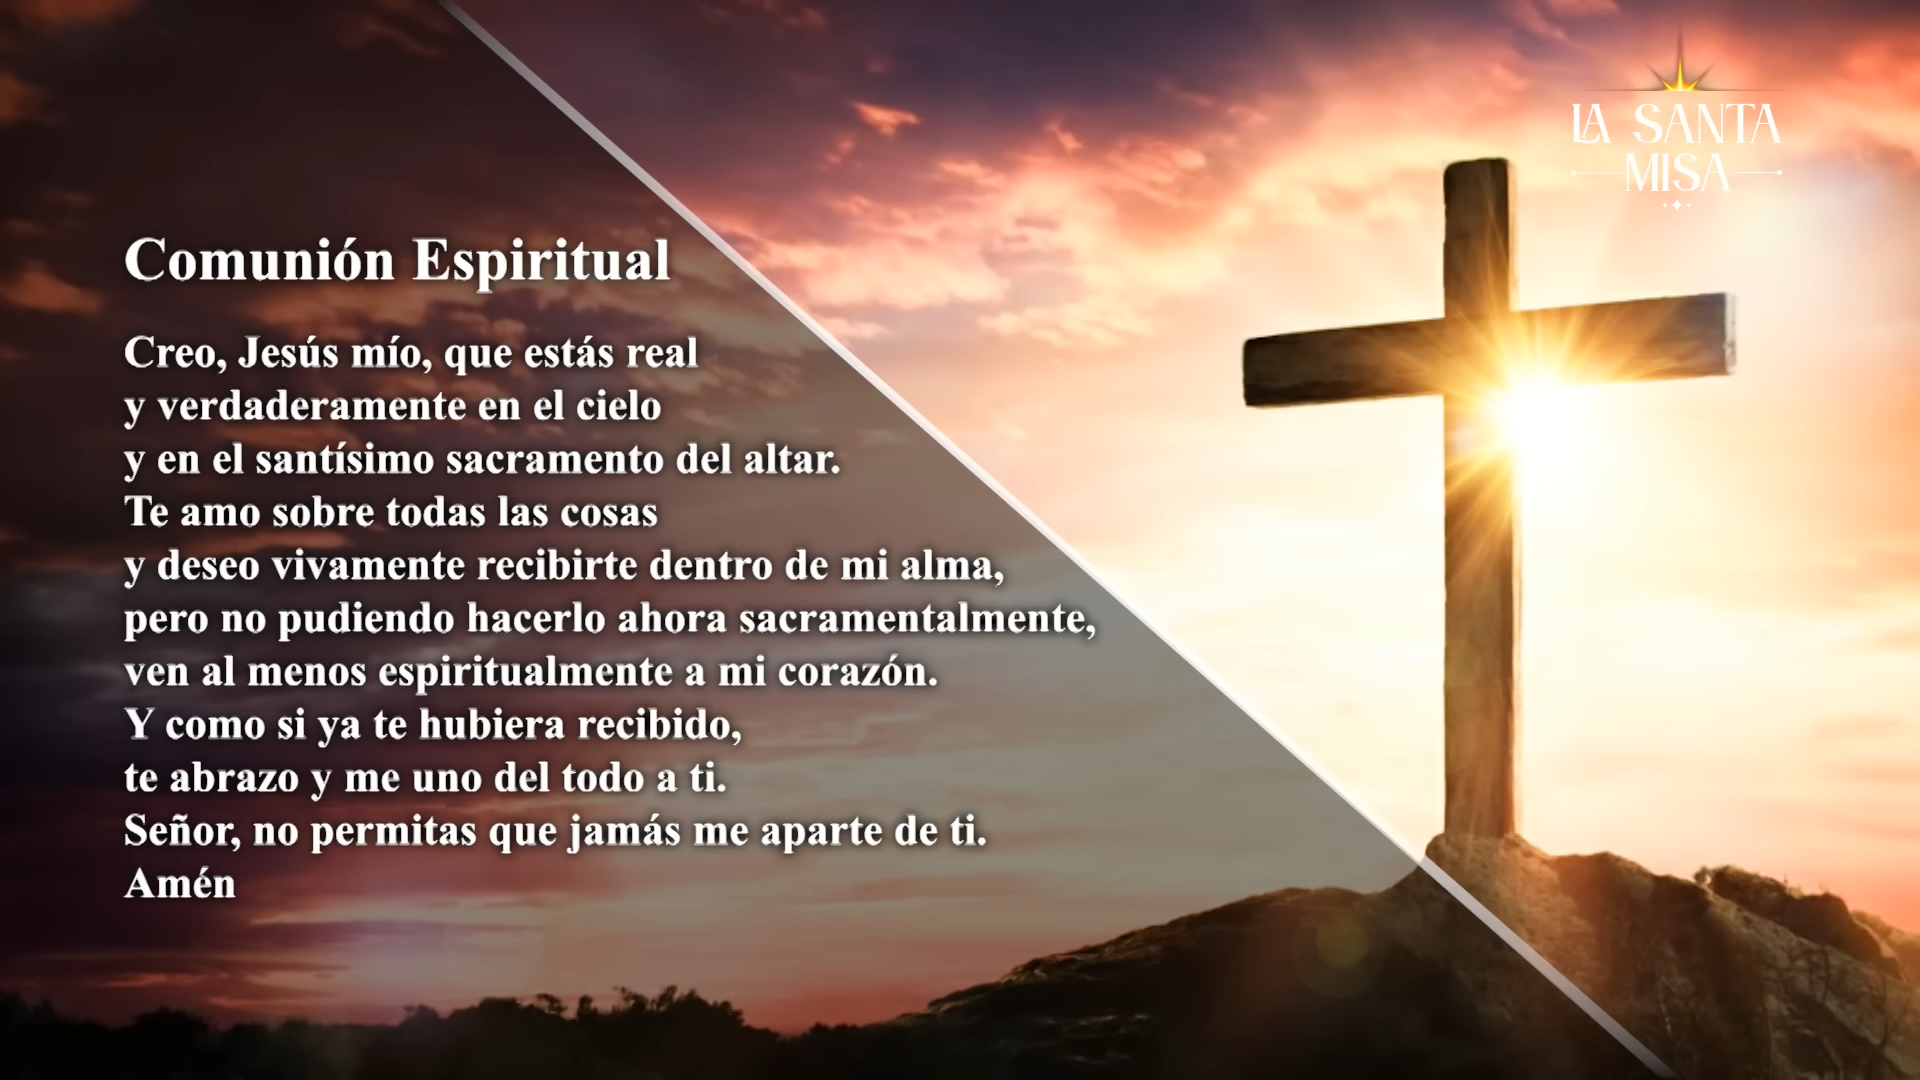 LA SANTA
MISA
Comunión Espiritual
Creo, Jesús mío, que estás real
y verdaderamente en el cielo
y en el santísimo sacramento del altar.
Te amo sobre todas las cosas
y deseo vivamente recibirte dentro de mi alma,
pero no pudiendo hacerlo ahora sacramentalmente,
ven al menos espiritualmente a mi corazón.
Y como si ya te hubiera recibido,
te abrazo y me uno del todo a ti.
Señor, no permitas que jamás me aparte de ti.
Amén